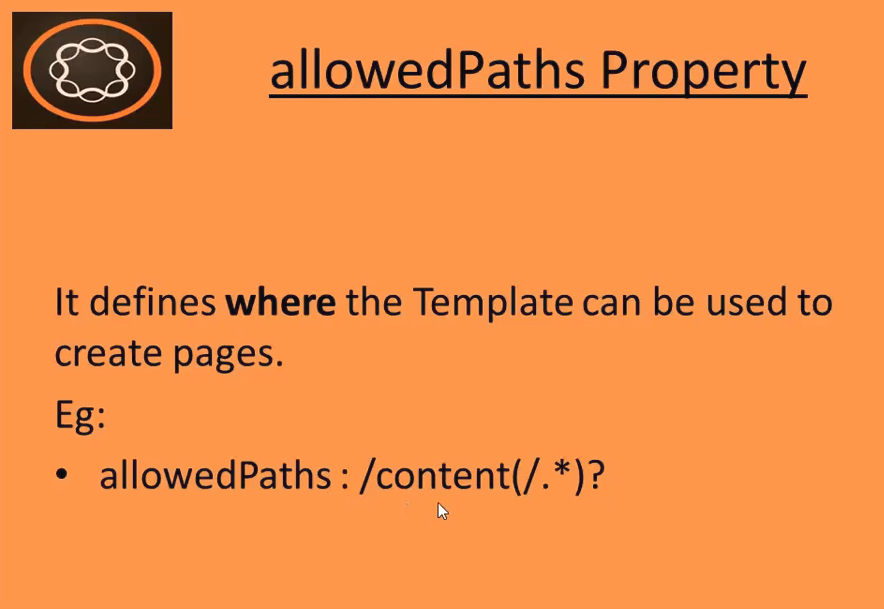 allowedPaths Property
It defines where the Template can be used to
create pages.
Eg:
• allowedPaths : /content(/.*)?